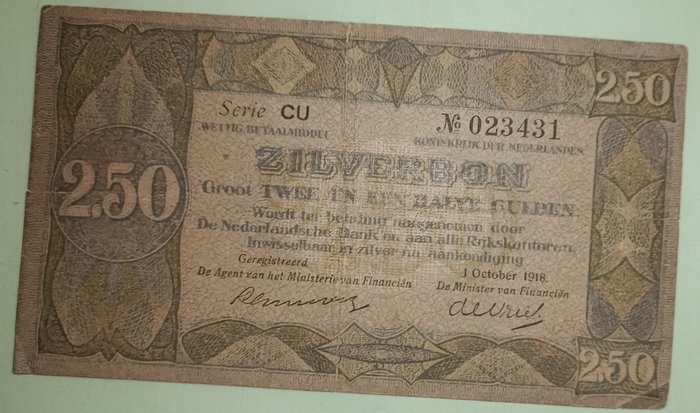 2.50
Serie CU
№ 023431
WETTIG BETAALMIDDEL
KONINKRIJK DER NEDERLANDEN
ZILVERBON
Groot TWEE EN EEN HALVE GULDEN
Wordt ter betaling aangenomen door
De Nederlandsche Bank en aan alle Rijkskantoren.
Inwisselbaar in zilver na aankondiging
Geregistreerd
1 October 1918.
De Agent van het Ministerie van Financiën
De Minister van Financiën
de Vries
2.50
2.50